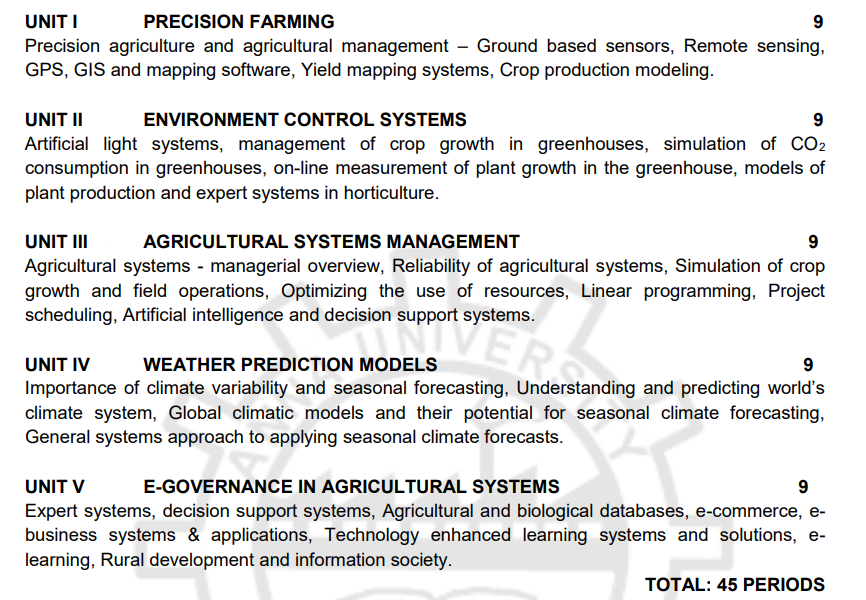 UNIT I PRECISION FARMING 9
Precision agriculture and agricultural management – Ground based sensors, Remote sensing,
GPS, GIS and mapping software, Yield mapping systems, Crop production modeling.
UNIT II ENVIRONMENT CONTROL SYSTEMS 9
Artificial light systems, management of crop growth in greenhouses, simulation of CO2
consumption in greenhouses, on-line measurement of plant growth in the greenhouse, models of
plant production and expert systems in horticulture.
UNIT III AGRICULTURAL SYSTEMS MANAGEMENT 9
Agricultural systems - managerial overview, Reliability of agricultural systems, Simulation of crop
growth and field operations, Optimizing the use of resources, Linear programming, Project
scheduling, Artificial intelligence and decision support systems.
UNIT IV WEATHER PREDICTION MODELS 9
Importance of climate variability and seasonal forecasting, Understanding and predicting world’s
climate system, Global climatic models and their potential for seasonal climate forecasting,
General systems approach to applying seasonal climate forecasts.
UNIT V E-GOVERNANCE IN AGRICULTURAL SYSTEMS 9
Expert systems, decision support systems, Agricultural and biological databases, e-commerce, e-
business systems & applications, Technology enhanced learning systems and solutions, e-
learning, Rural development and information society.
TOTAL: 45 PERIODS
ANNA UNIVERSITY